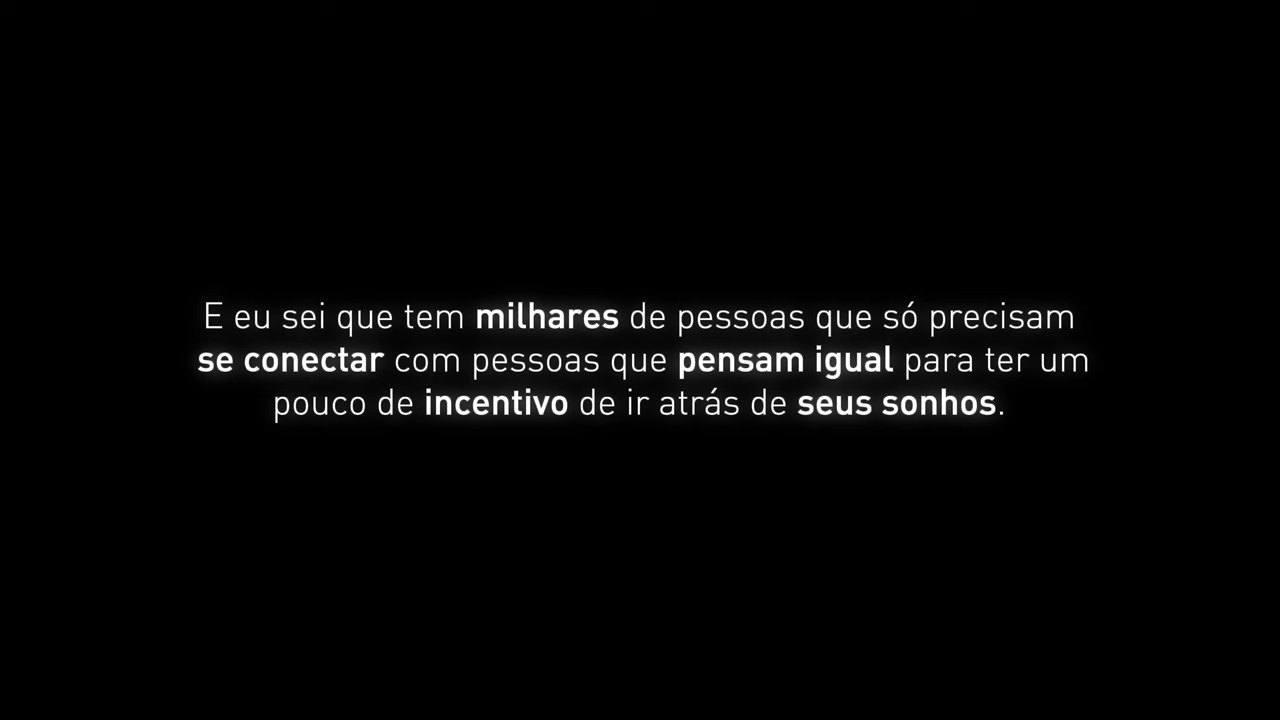 E eu sei que tem milhares de pessoas que só precisam
se conectar com pessoas que pensam igual para ter um
pouco de incentivo de ir atrás de seus sonhos.